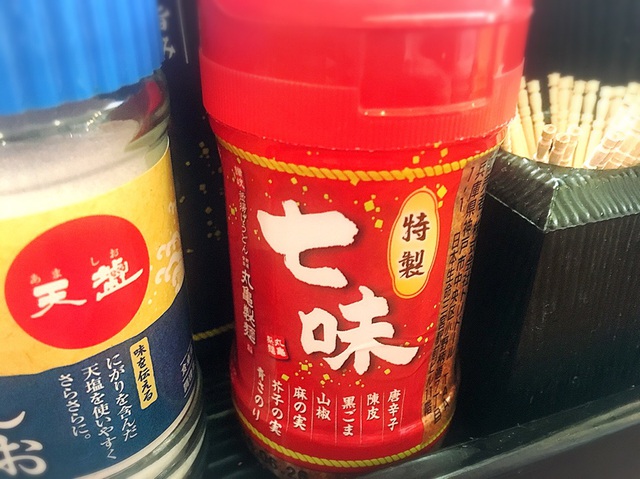 あま しお
天塩
味を伝える
にがりを含んだ
天塩を使いやすく
さらさらに。
しお
特製
七味
丸亀製麺
唐辛子
陳皮
黒ごま
山椒
麻の実
芥子の実
青さのり